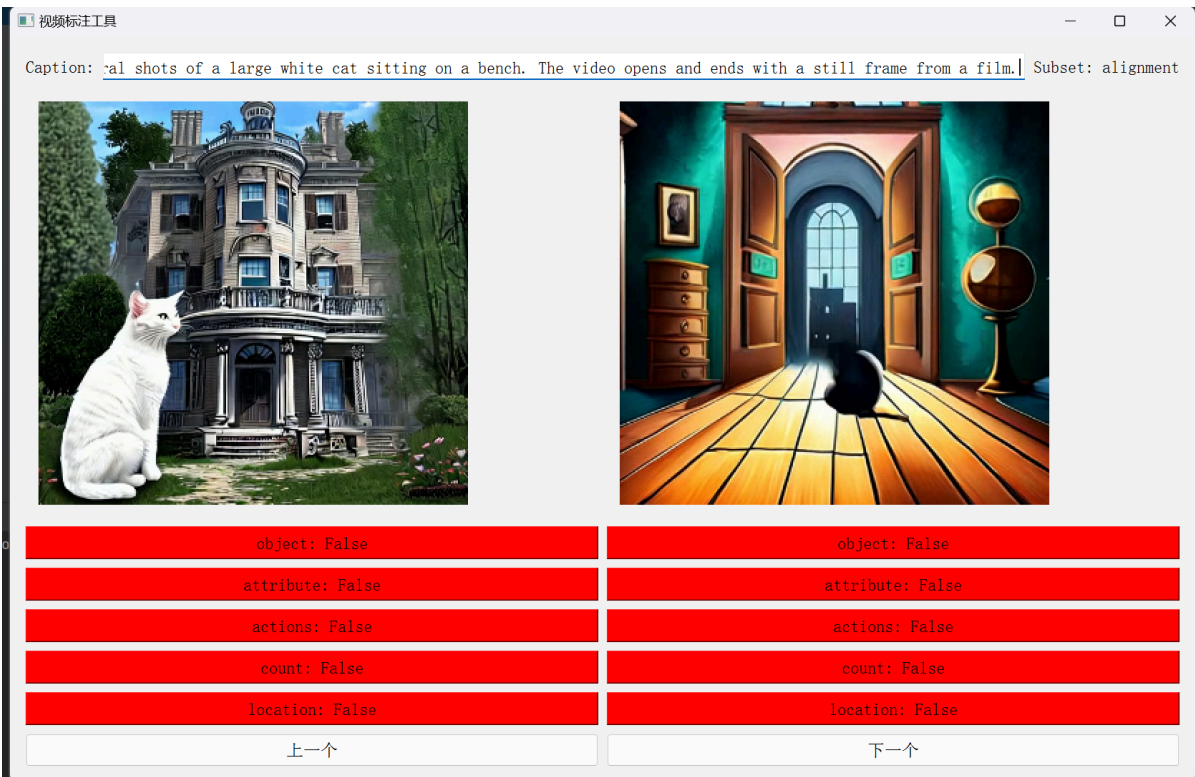 视频标注工具
Caption: ral shots of a large white cat sitting on a bench. The video opens and ends with a still frame from a film. Subset: alignment
object: False object: False
attribute: False attribute: False
actions: False actions: False
count: False count: False
location: False location: False
上一个 下一个